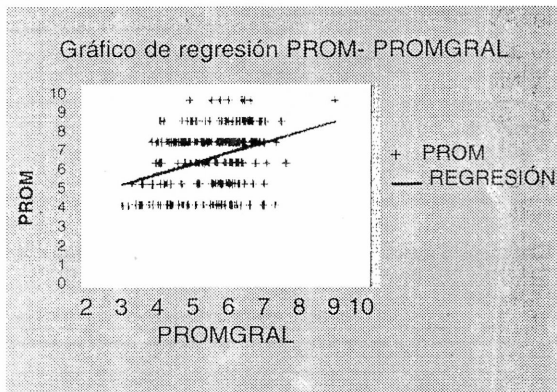 Gráfico de regresión PROM- PROMGRAL
10
9
8
7
6
5
4
3
2
1
0
PROM
2 3 4 5 6 7 8 9 10
PROMGRAL
+ PROM
REGRESIÓN